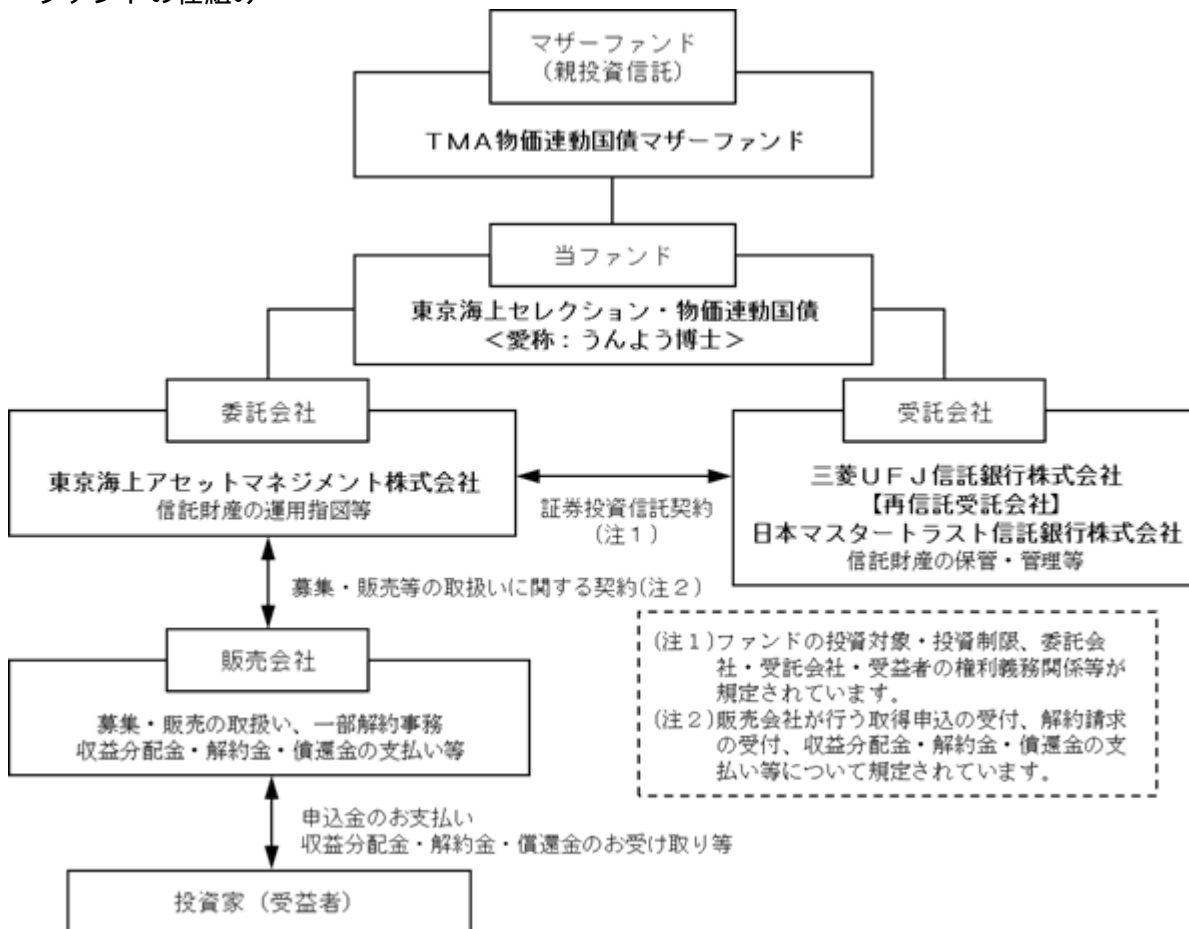 ファンドの仕組み
マザーファンド
(親投資信託)
TMA物価連動国債マザーファンド
当ファンド
東京海上セレクション・物価連動国債
<愛称:うんよう博士>
委託会社
東京海上アセットマネジメント株式会社
信託財産の運用指図等
証券投資信託契約
(注1)
受託会社
三菱UFJ信託銀行株式会社
【再信託受託会社】
日本マスタートラスト信託銀行株式会社
信託財産の保管・管理等
募集・販売等の取扱いに関する契約(注2)
販売会社
募集・販売の取扱い、一部解約事務
収益分配金・解約金・償還金の支払い等
(注1)ファンドの投資対象・投資制限、委託会
社・受託会社・受益者の権利義務関係等が
規定されています。
(注2)販売会社が行う取得申込の受付、解約請求
の受付、収益分配金・解約金・償還金の支
払い等について規定されています。
申込金のお支払い
収益分配金・解約金・償還金のお受け取り等
投資家(受益者)